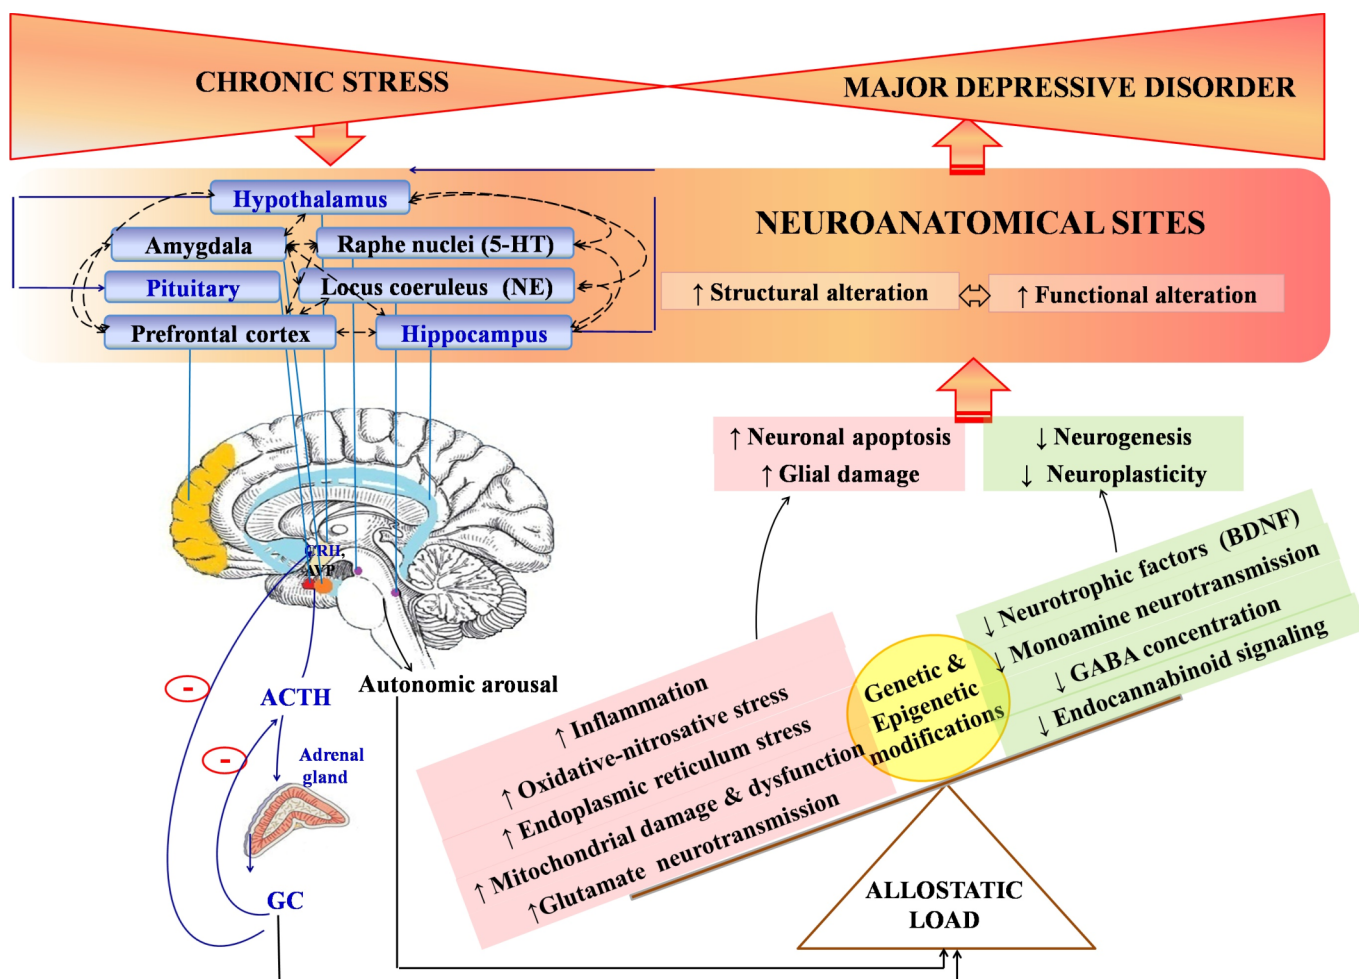 CHRONIC STRESS
MAJOR DEPRESSIVE DISORDER
Hypothalamus
Amygdala
Raphe nuclei (5-HT)
Pituitary
Locus coeruleus (NE)
Prefrontal cortex
Hippocampus
NEUROANATOMICAL SITES
↑ Structural alteration
↑ Functional alteration
↑ Neuronal apoptosis
↑ Glial damage
↓ Neurogenesis
↓ Neuroplasticity
CRH,
AVP
Autonomic arousal
-
ACTH
-
Adrenal
gland
GC
↑ Inflammation
↑ Oxidative-nitrosative stress
↑ Endoplasmic reticulum stress
↑ Mitochondrial damage & dysfunction
↑Glutamate neurotransmission
Genetic &
Epigenetic
modifications
↓ Neurotrophic factors (BDNF)
↓ Monoamine neurotransmission
↓ GABA concentration
↓ Endocannabinoid signaling
ALLOSTATIC
LOAD